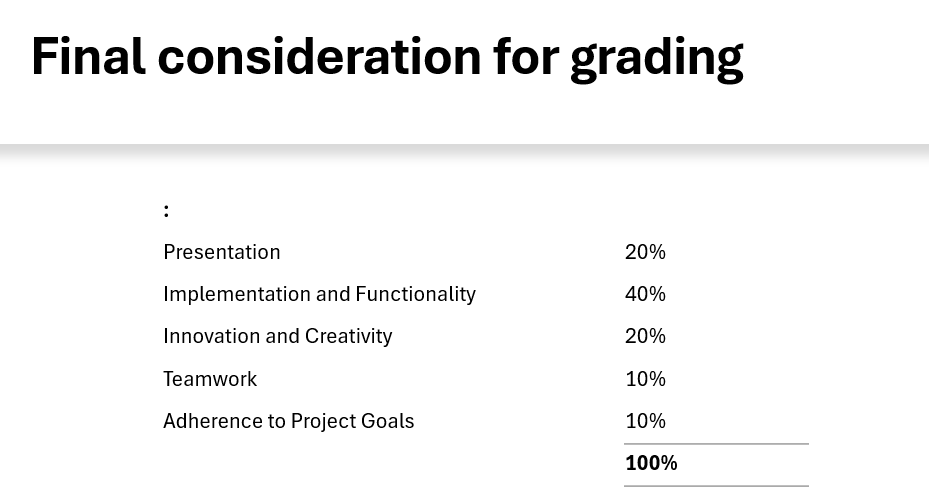 Final consideration for grading
:
Presentation 20%
Implementation and Functionality 40%
Innovation and Creativity 20%
Teamwork 10%
Adherence to Project Goals 10%
100%